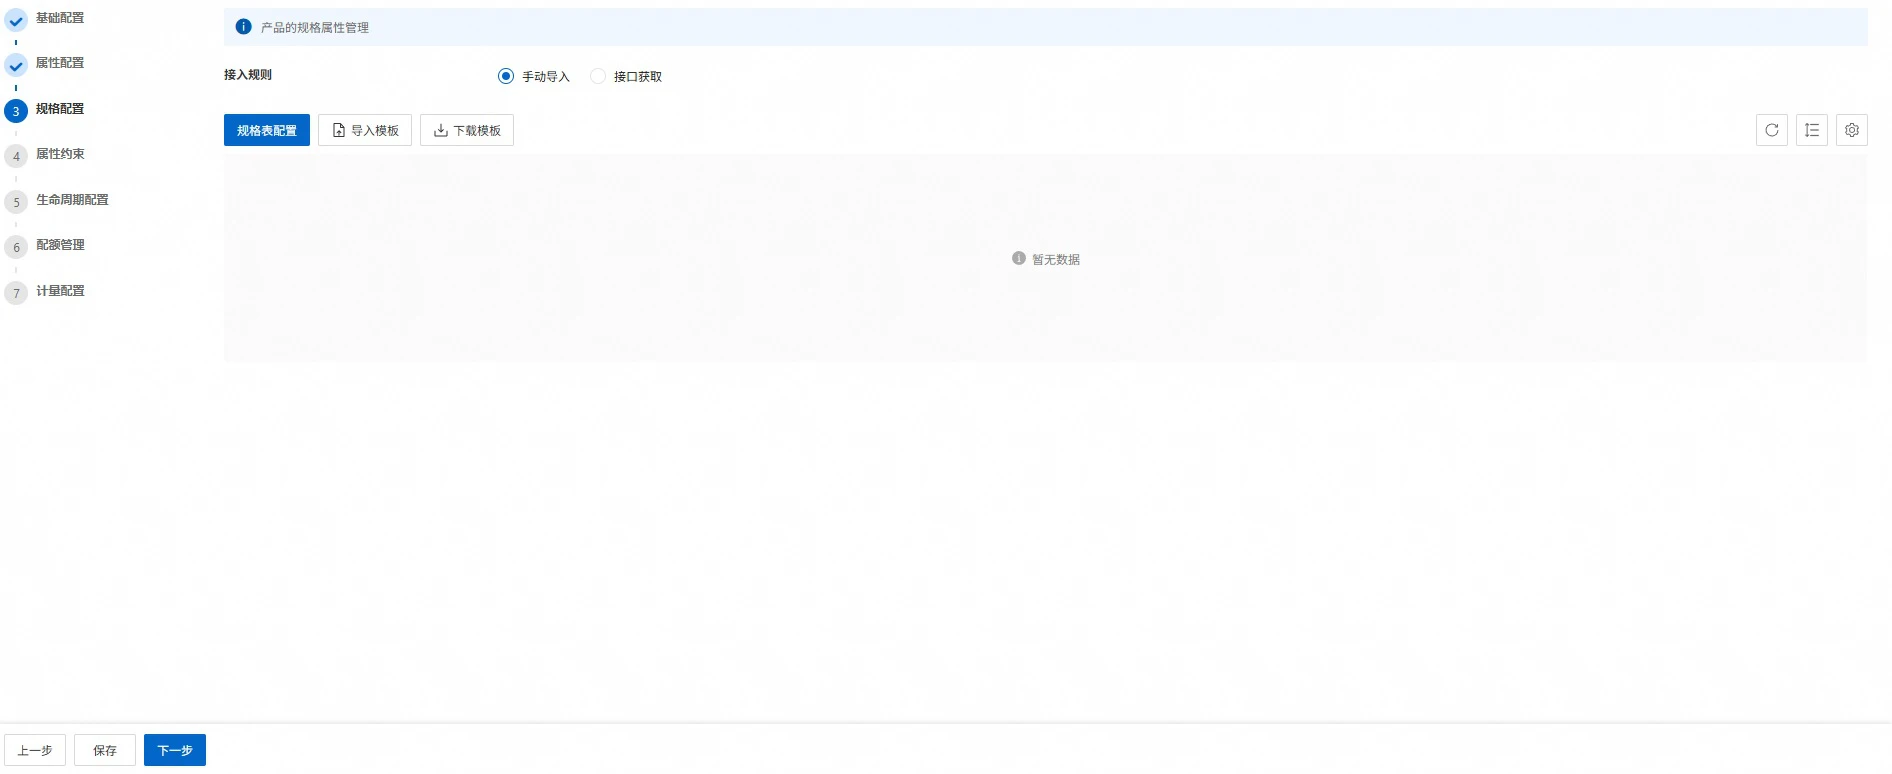 基础配置
属性配置
3 规格配置
4 属性约束
5 生命周期配置
6 配额管理
7 计量配置
产品的规格属性管理
接入规则 手动导入 接口获取
规格表配置 导入模板 下载模板
暂无数据
上一步 保存 下一步